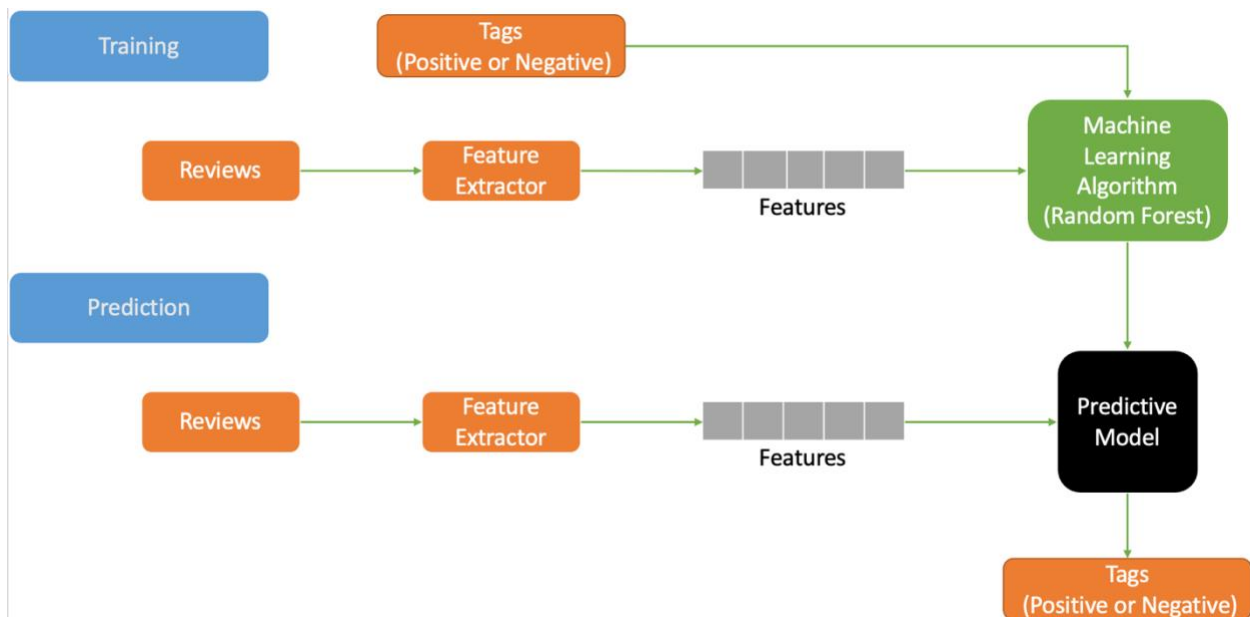 Training
Tags
(Positive or Negative)
Reviews
Feature
Extractor
Features
Machine
Learning
Algorithm
(Random Forest)
Prediction
Reviews
Feature
Extractor
Features
Predictive
Model
Tags
(Positive or Negative)